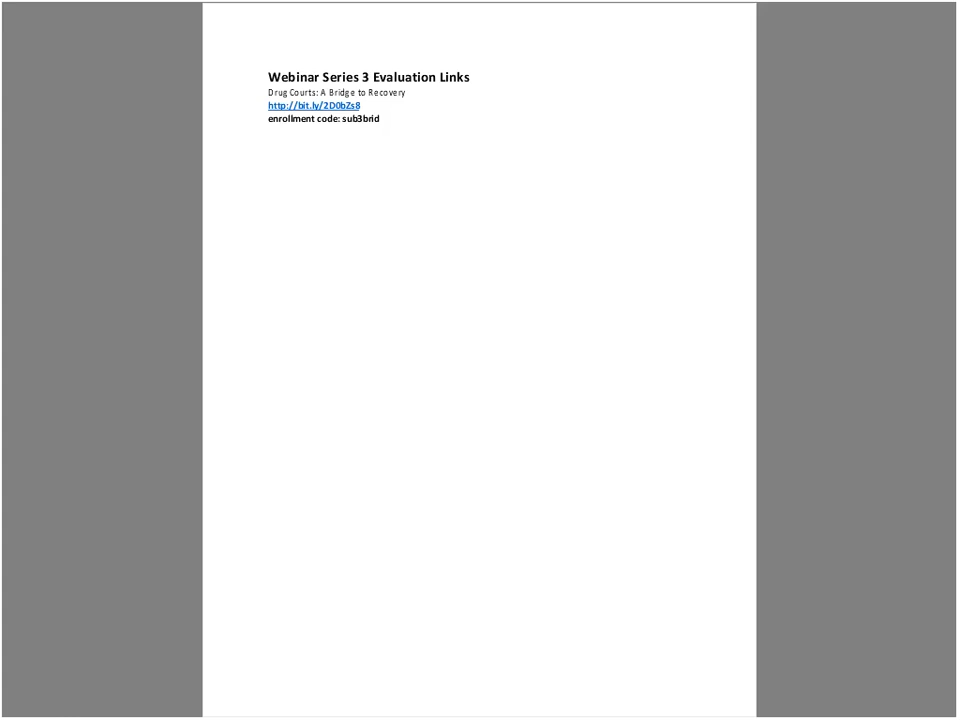 Webinar Series 3 Evaluation Links
Drug Courts: A Bridge to Recovery
http://bit.ly/2D0bZs8
enrollment code: sub3brid